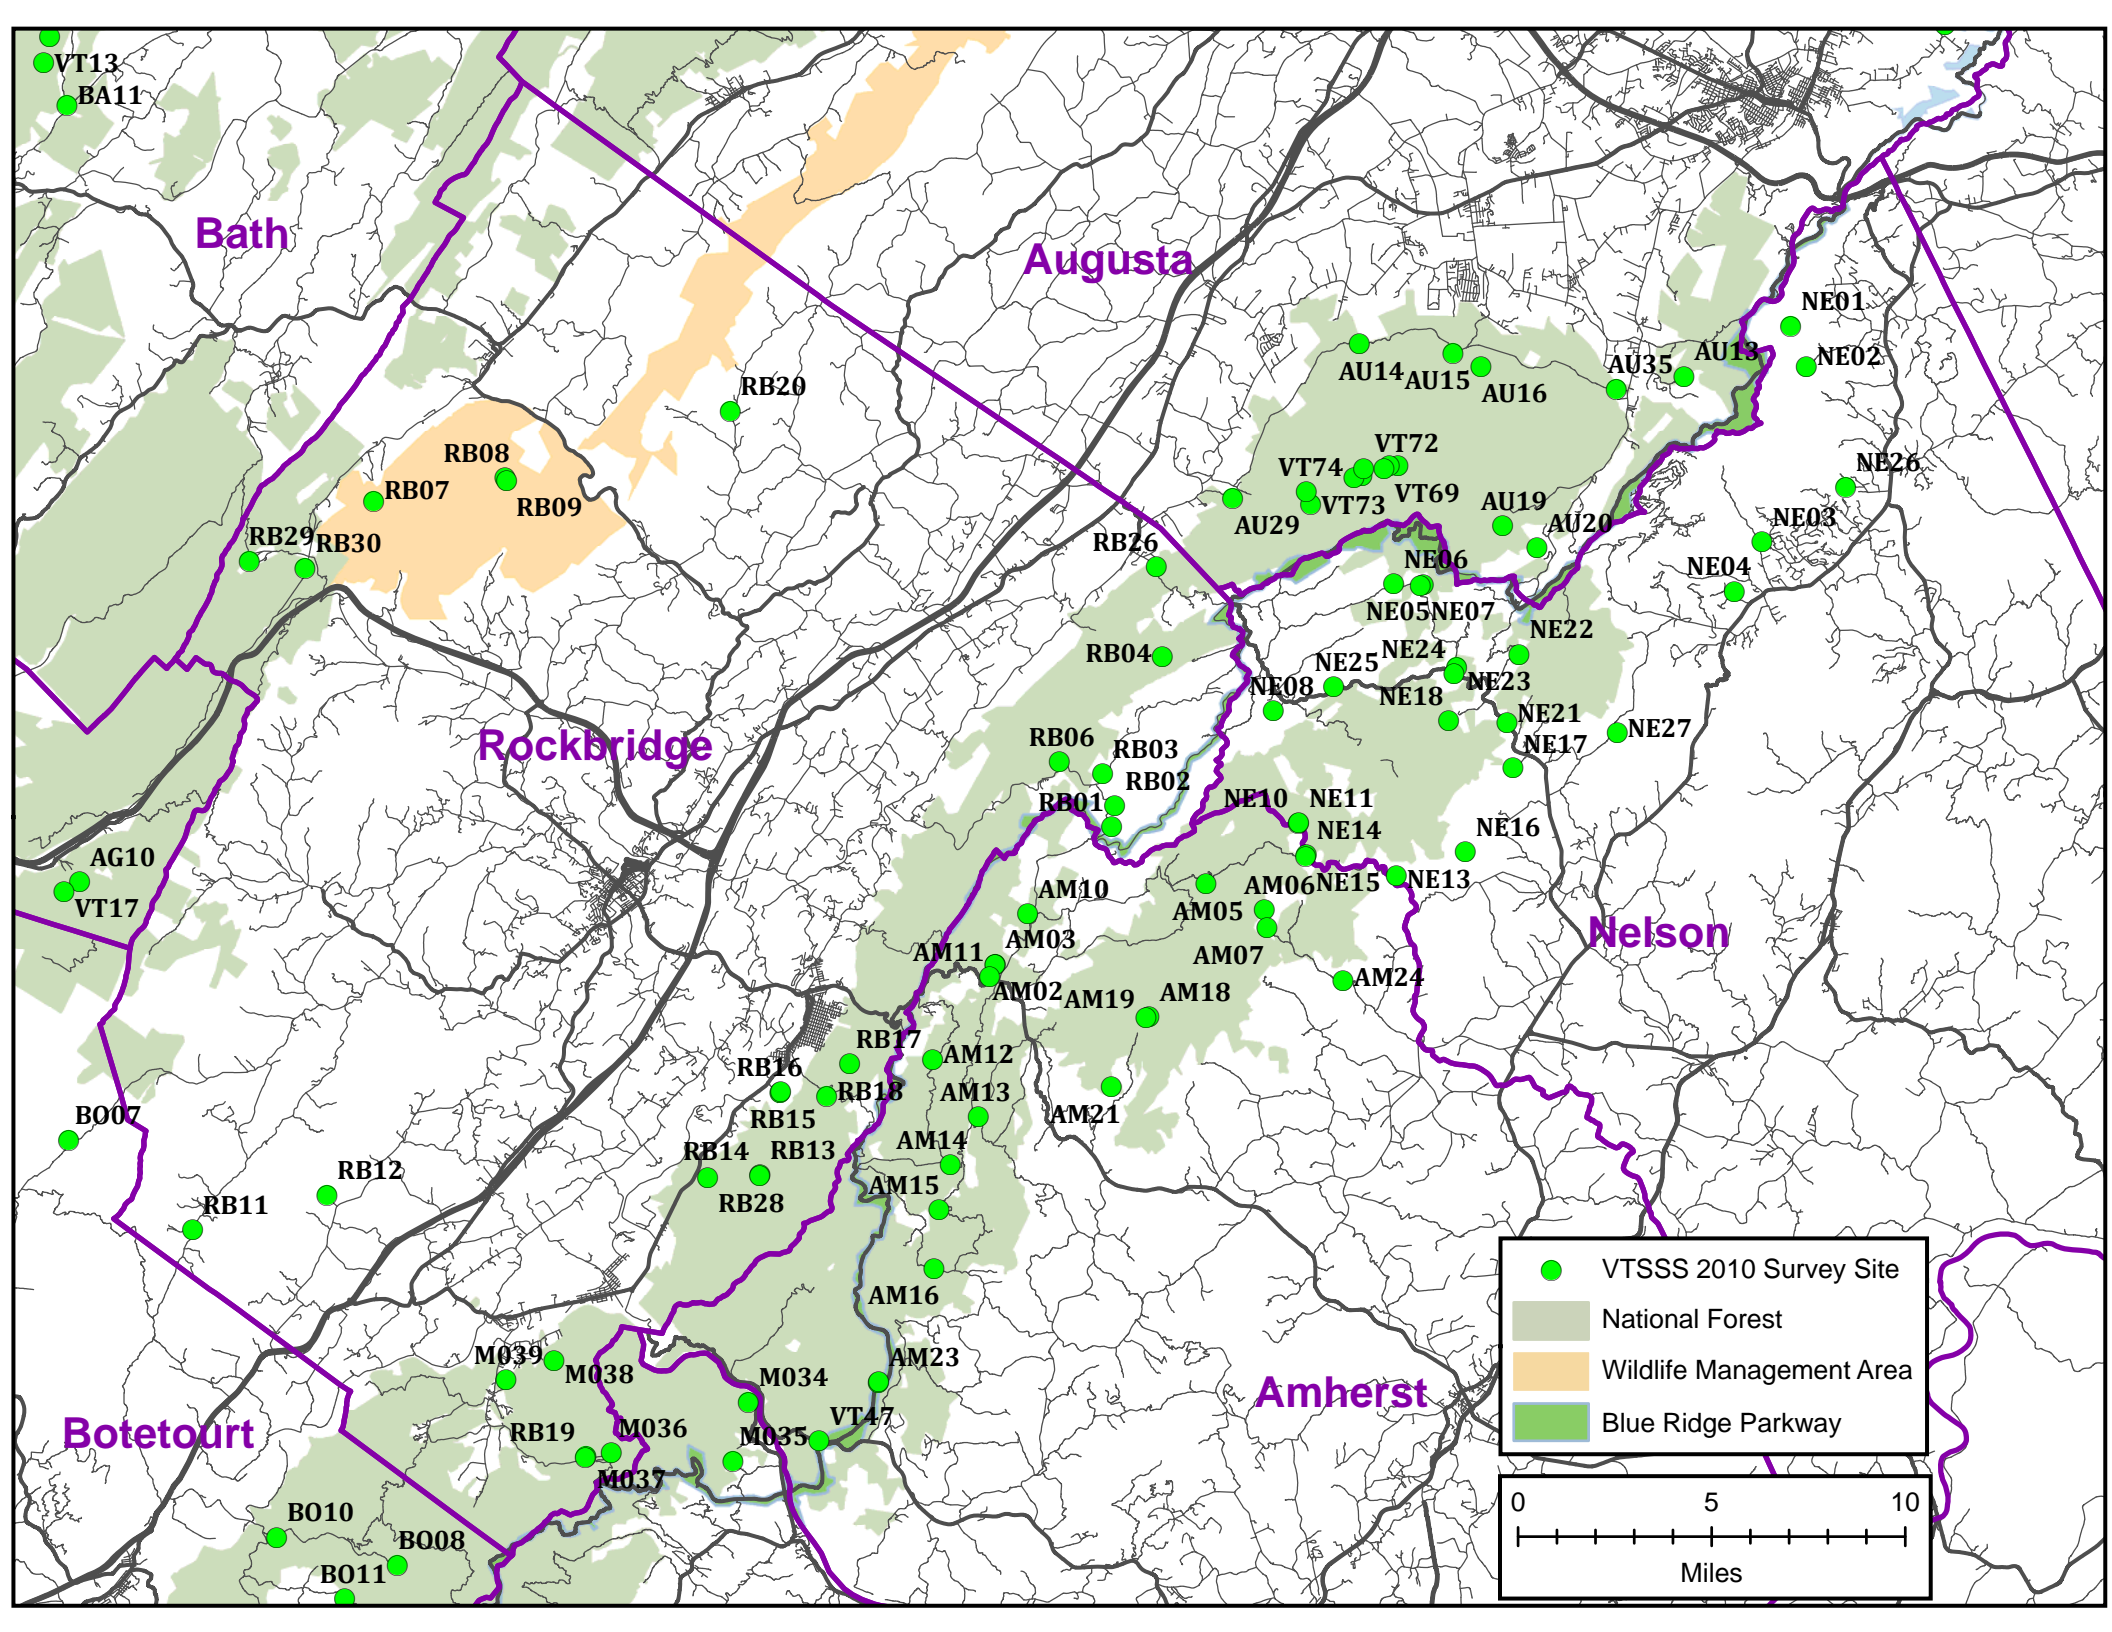 VT13
BA11
Bath
Augusta
NE01
AU13
NE02
AU35
AU14
AU15
AU16
RB20
VT72
RB08
VT74
NE26
RB07
VT69
RB09
VT73
AU19
AU29
AU20
NE03
RB29
RB30
RB26
NE06
NE04
NE05
NE07
NE22
RB04
NE24
NE25
NE23
NE08
NE18
NE21
NE27
Rockbridge
RB06
RB03
NE17
RB02
RB01
NE10
NE11
NE14
NE16
AG10
NE15
NE13
AM10
AM06
VT17
AM05
Nelson
AM03
AM11
AM07
AM24
AM02
AM19
AM18
RB17
AM12
RB16
RB18
AM13
BO07
RB15
AM21
AM14
RB14
RB13
RB12
AM15
RB11
RB28
AM16
M039
M038
AM23
M034
Amherst
VT47
Botetourt
RB19
M036
M035
M037
BO10
BO08
BO11
VTSSS 2010 Survey Site
National Forest
Wildlife Management Area
Blue Ridge Parkway
0 5 10
Miles